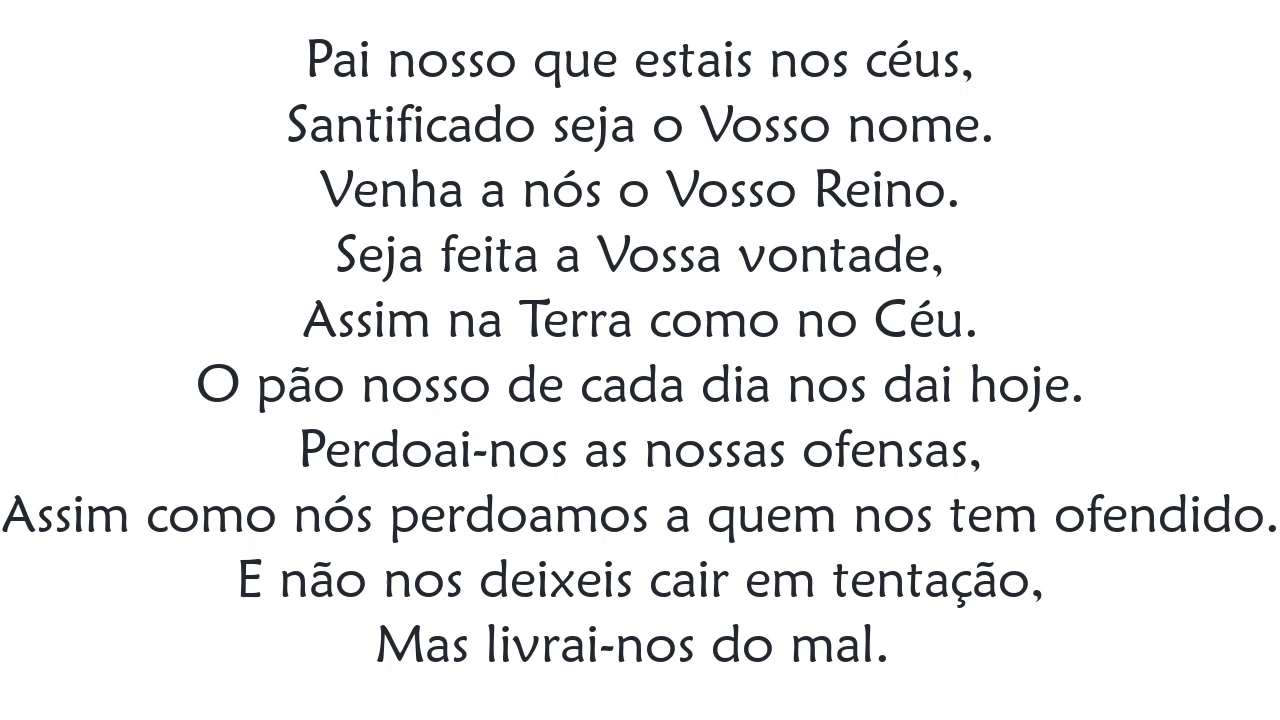 Pai nosso que estais nos céus,
Santificado seja o Vosso nome.
Venha a nós o Vosso Reino.
Seja feita a Vossa vontade,
Assim na Terra como no Céu.
O pão nosso de cada dia nos dai hoje.
Perdoai-nos as nossas ofensas,
Assim como nós perdoamos a quem nos tem ofendido.
E não nos deixeis cair em tentação,
Mas livrai-nos do mal.